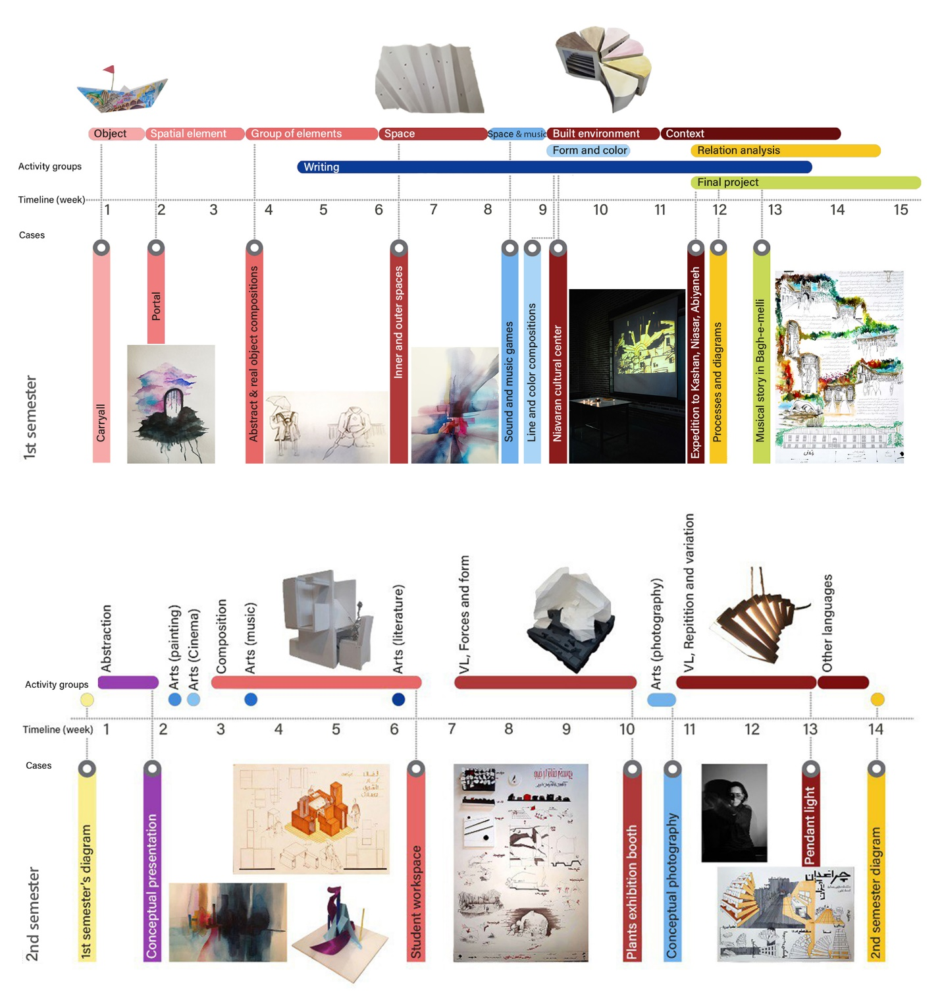 Object
Spatial element
Group of elements
Space
Space & music
Built environment
Context
Form and color
Relation analysis
Activity groups
Writing
Final project
Timeline (week)
1 2 3 4 5 6 7 8 9 10 11 12 13 14 15
Cases
1st semester
Carryall
Portal
Abstract & real object compositions
Inner and outer spaces
Sound and music games
Line and color compositions
Niavaran cultural center
Expedition to Kashan, Niasar, Abiyaneh
Processes and diagrams
Musical story in Bagh-e-melli
Abstraction
Arts (painting)
Arts (Cinema)
Composition
Arts (music)
Arts (literature)
VL, Forces and form
Arts (photography)
VL, Repitition and variation
Other languages
Activity groups
Timeline (week)
1 2 3 4 5 6 7 8 9 10 11 12 13 14
Cases
2nd semester
1st semester's diagram
Conceptual presentation
Student workspace
Plants exhibition booth
Conceptual photography
Pendant light
چراغدان
2nd semester diagram